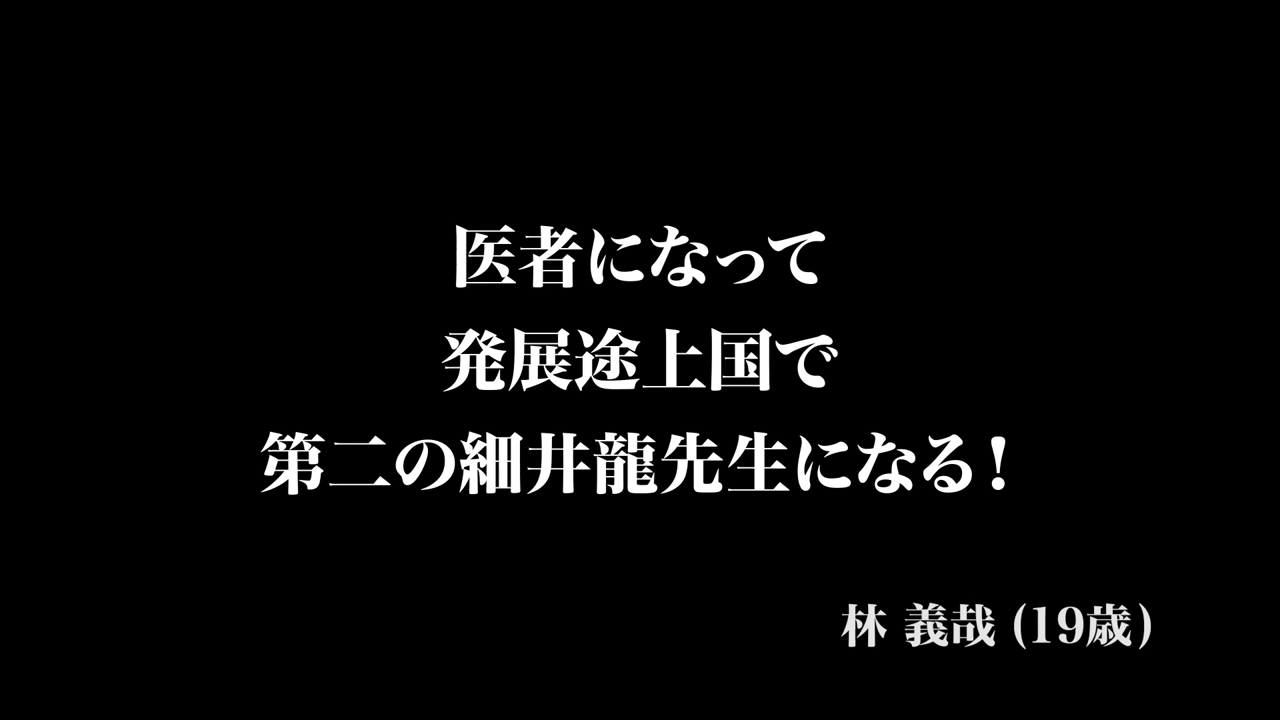 医者になって
発展途上国で
第二の細井龍先生になる!
林 義哉 (19歳)